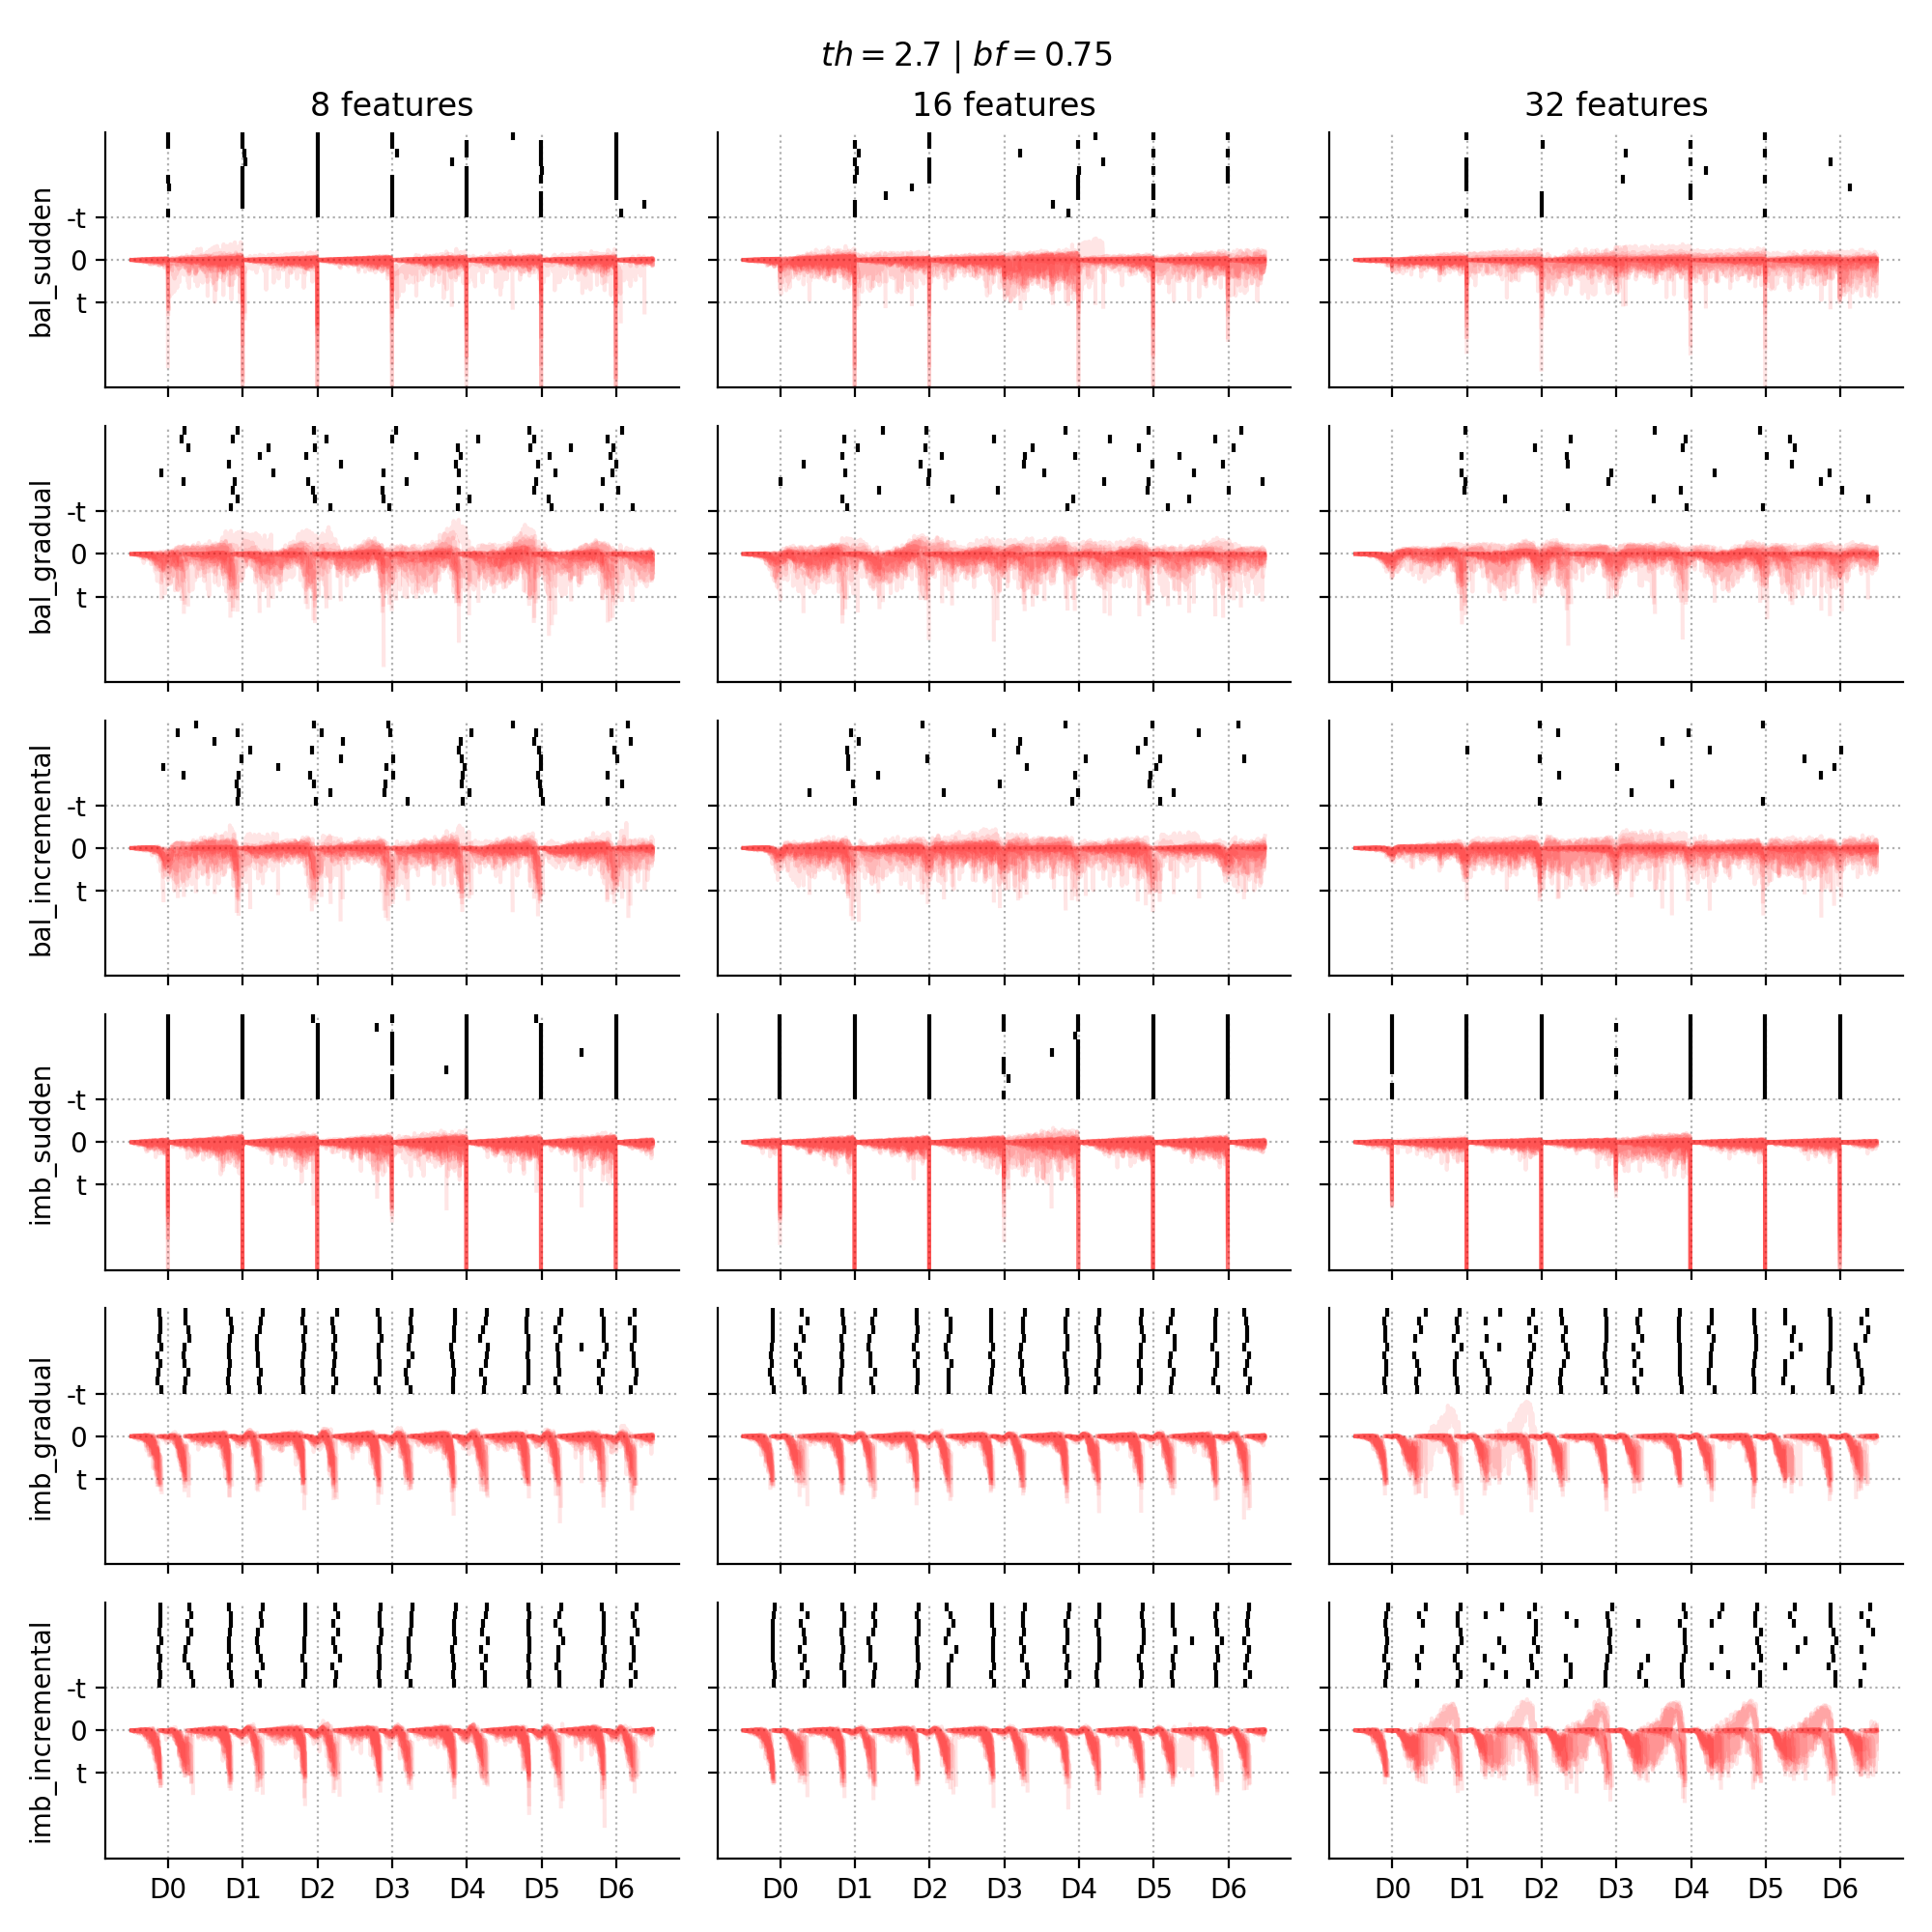 th = 2.7 | bf = 0.75
8 features 16 features 32 features
bal_sudden
-t
0
t
bal_gradual
-t
0
t
bal_incremental
-t
0
t
imb_sudden
-t
0
t
imb_gradual
-t
0
t
imb_incremental
-t
0
t
D0 D1 D2 D3 D4 D5 D6 D0 D1 D2 D3 D4 D5 D6 D0 D1 D2 D3 D4 D5 D6